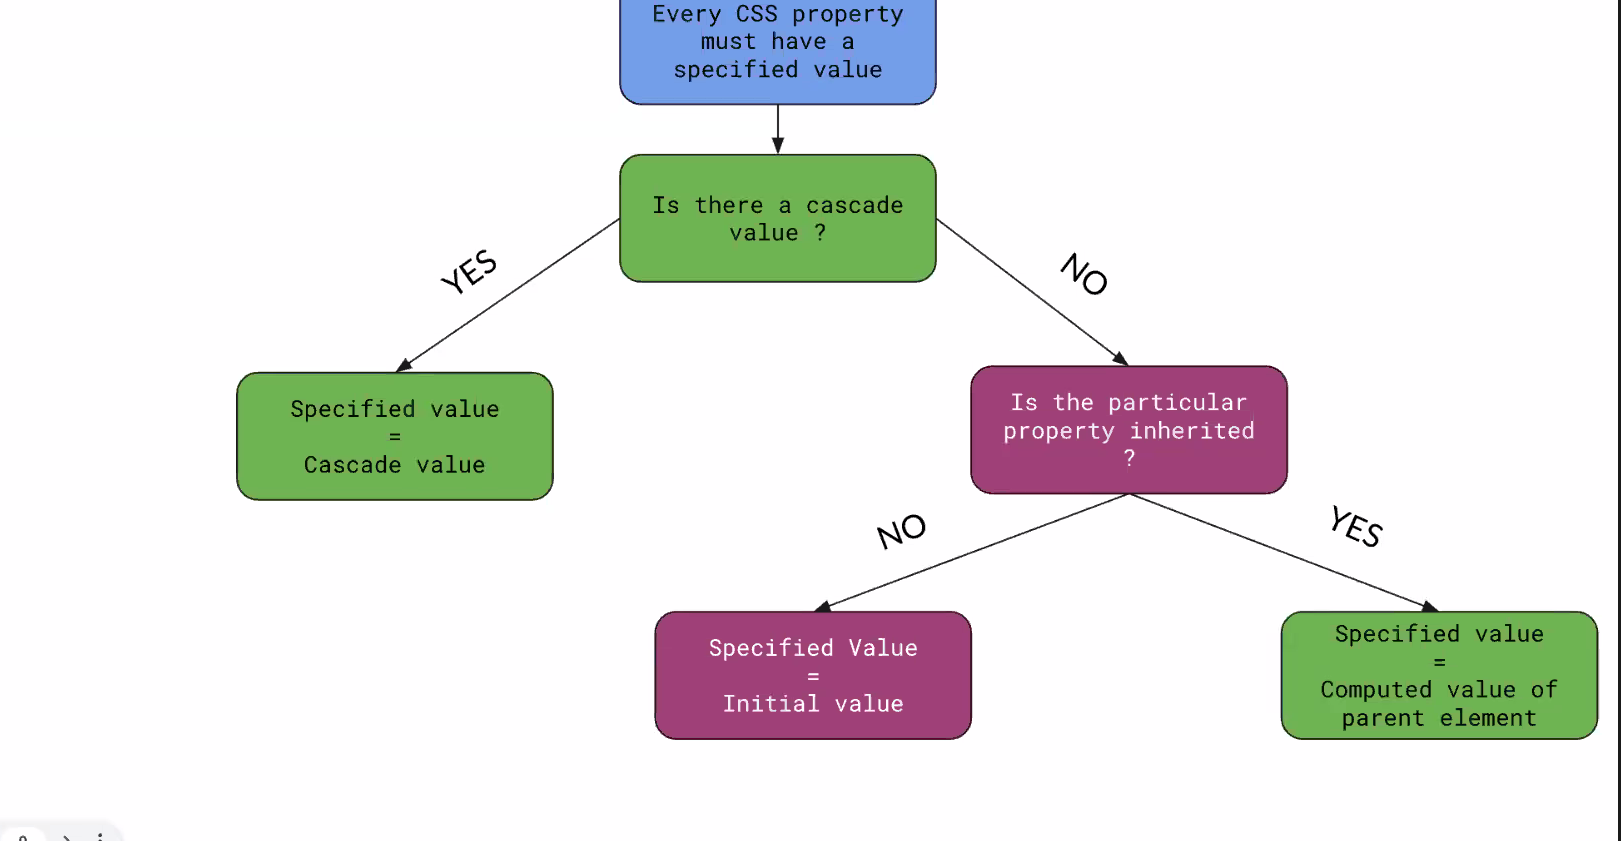 Every CSS property
must have a
specified value
Is there a cascade
value ?
YES
NO
Specified value
=
Cascade value
Is the particular
property inherited
?
NO
YES
Specified Value
=
Initial value
Specified value
=
Computed value of
parent element